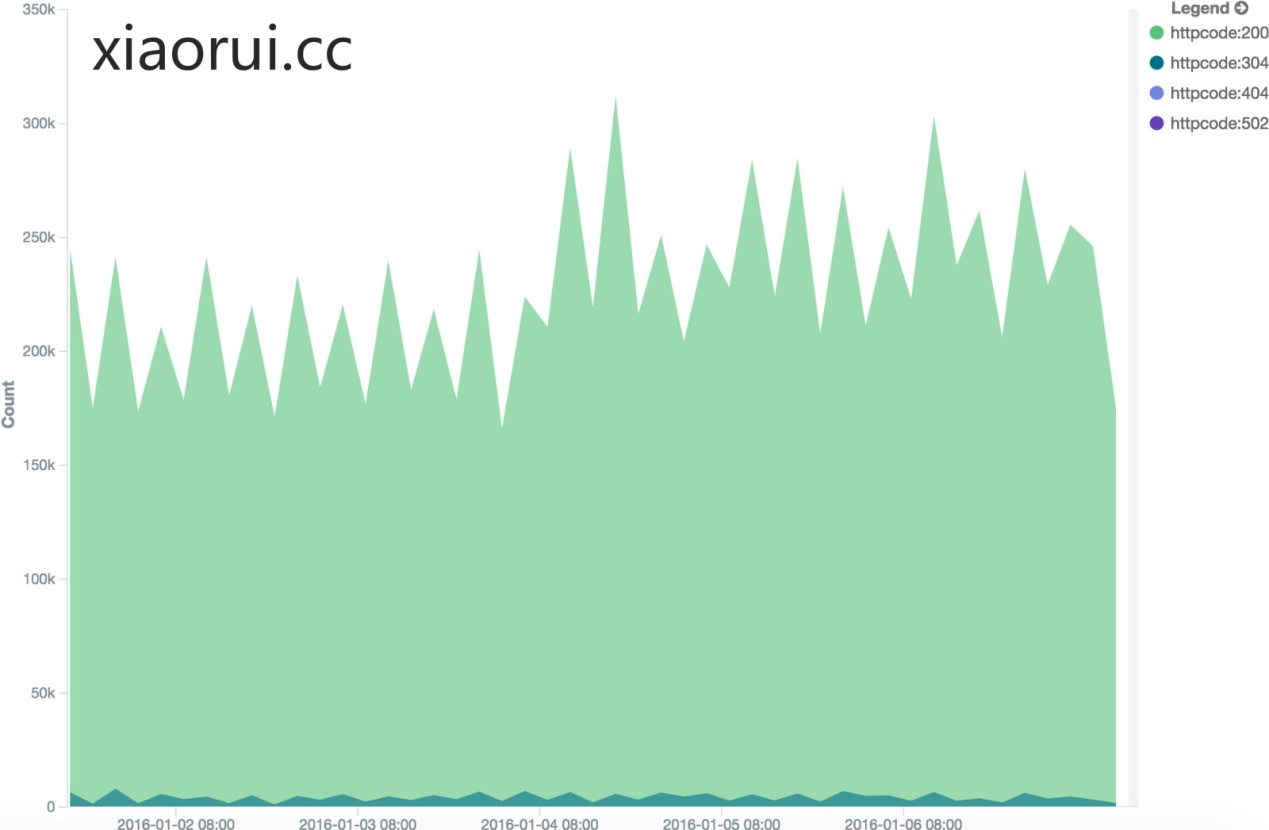 xiaorui.cc
Legend
httpcode:200
httpcode:304
httpcode:404
httpcode:502
Count
350k
300k
250k
200k
150k
100k
50k
0
2016-01-02 08:00
2016-01-03 08:00
2016-01-04 08:00
2016-01-05 08:00
2016-01-06 08:00